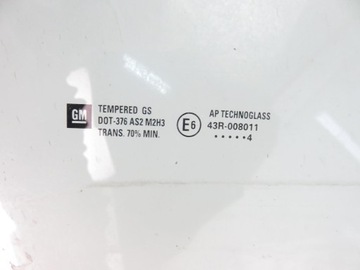 GM
TEMPERED GS
DOT-376 AS2 M2H3
TRANS. 70% MIN.
E6
AP TECHNOGLASS
43R-008011
• • • • • 4